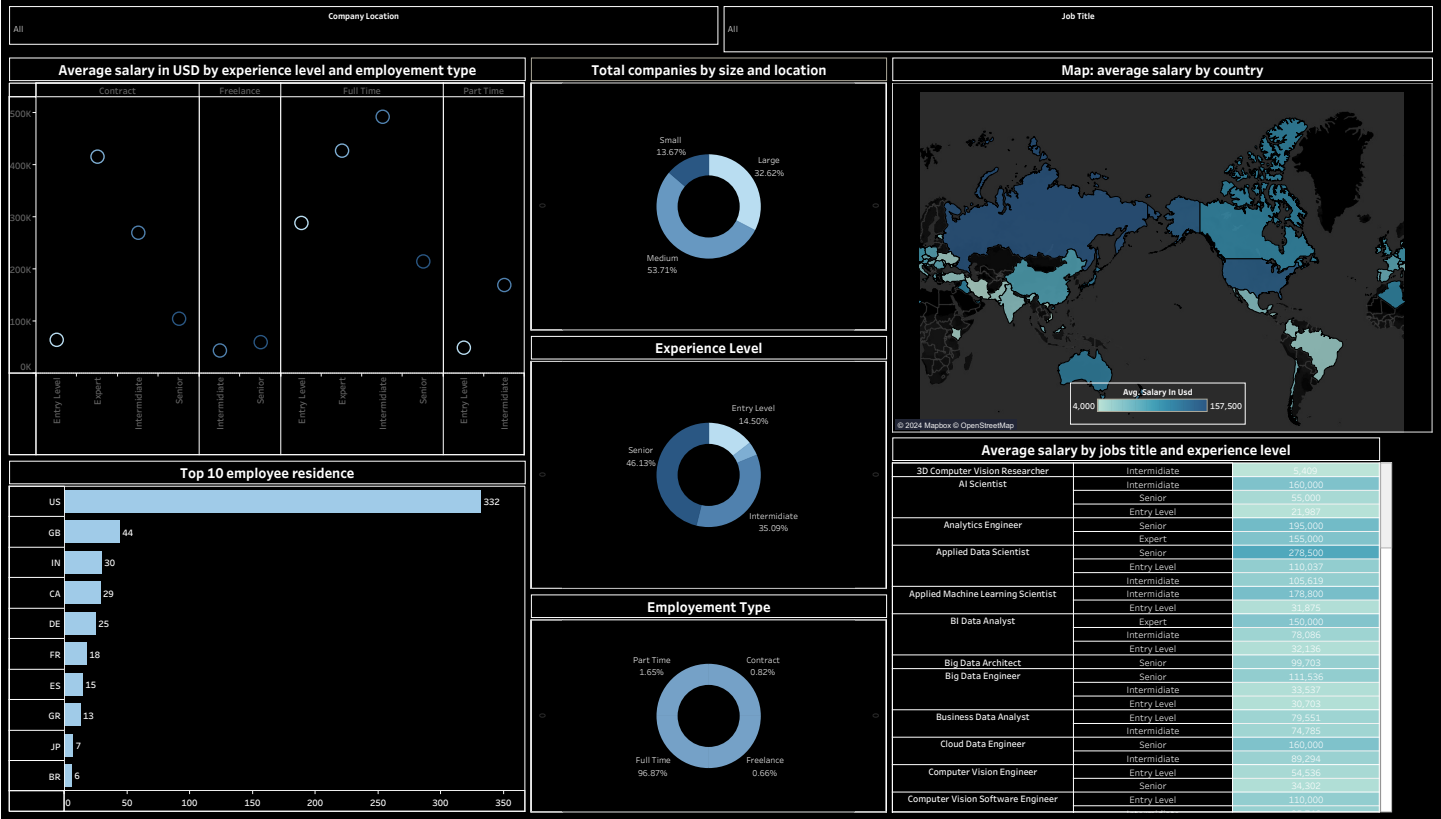 Company Location
All
Job Title
All
Average salary in USD by experience level and employement type
Contract
Freelance
Full Time
Part Time
500K
400K
300K
200K
100K
0K
Entry Level
Expert
Intermidiate
Senior
Intermidiate
Senior
Entry Level
Expert
Intermidiate
Senior
Entry Level
Intermidiate
Top 10 employee residence
US 332
GB 44
IN 30
CA 29
DE 25
FR 18
ES 15
GR 13
JP 7
BR 6
0 50 100 150 200 250 300 350
Total companies by size and location
Small
13.67%
Large
32.62%
Medium
53.71%
0 0
Experience Level
Entry Level
14.50%
Senior
46.13%
Intermidiate
35.09%
0 0
Employement Type
Part Time
1.65%
Contract
0.82%
Full Time
96.87%
Freelance
0.66%
0 0
Map: average salary by country
Avg. Salary In Usd
4,000 157,500
© 2024 Mapbox © OpenStreetMap
Average salary by jobs title and experience level
3D Computer Vision Researcher Intermidiate 5,409
AI Scientist Intermidiate 160,000
Senior 55,000
Entry Level 21,987
Analytics Engineer Senior 195,000
Expert 155,000
Applied Data Scientist Senior 278,500
Entry Level 110,037
Intermidiate 105,619
Applied Machine Learning Scientist Intermidiate 178,800
Entry Level 31,875
BI Data Analyst Expert 150,000
Intermidiate 78,086
Entry Level 32,136
Big Data Architect Senior 99,703
Big Data Engineer Senior 111,536
Intermidiate 33,537
Entry Level 30,703
Business Data Analyst Entry Level 79,551
Intermidiate 74,785
Cloud Data Engineer Senior 160,000
Intermidiate 89,294
Computer Vision Engineer Entry Level 54,536
Senior 34,302
Computer Vision Software Engineer Entry Level 110,000